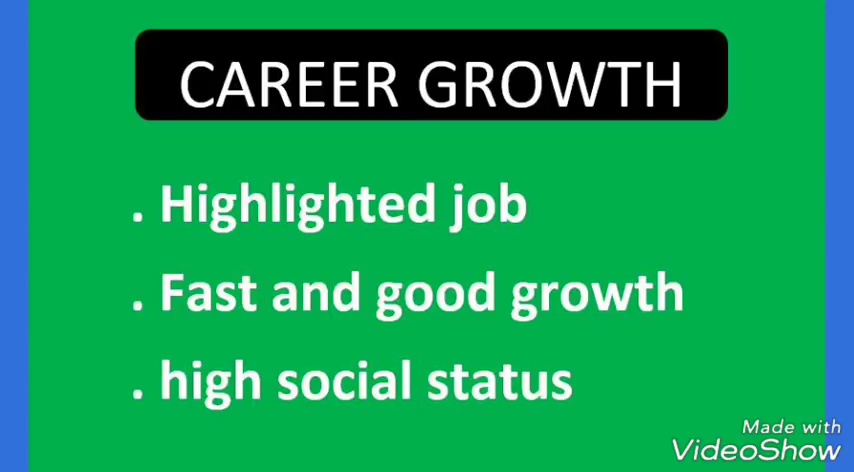 CAREER GROWTH
. Highlighted job
. Fast and good growth
. high social status
Made with
VideoShow